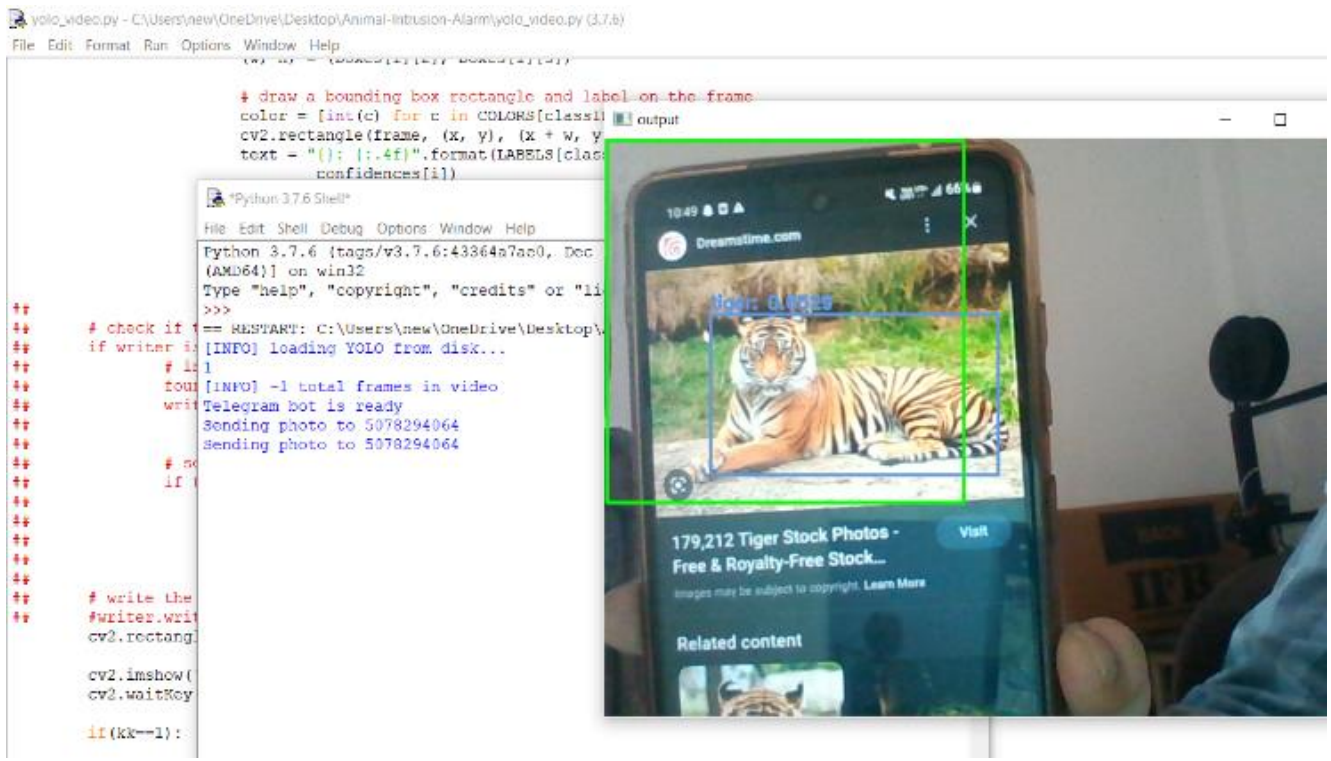 yolo_video.py - C:\Users\new\OneDrive\Desktop\Animal-Intrusion-Alarm\yolo_video.py (3.7.6)
File Edit Format Run Options Window Help
# draw a bounding box rectangle and label on the frame
color = [int(c) for c in COLORS[classI
cv2.rectangle(frame, (x, y), (x + w, y
text = "{}: {:.4f}".format(LABELS[clas
confidences[i])
*Python 3.7.6 Shell*
File Edit Shell Debug Options Window Help
Python 3.7.6 (tags/v3.7.6:43364a7ae0, Dec
(AMD64)] on win32
Type "help", "copyright", "credits" or "li
>>>
== RESTART: C:\Users\new\OneDrive\Desktop\
[INFO] loading YOLO from disk...
1
[INFO] -1 total frames in video
Telegram bot is ready
Sending photo to 5078294064
Sending photo to 5078294064
##
## # check if
## if writer i
##
##
##
##
##
## if
##
##
##
##
##
## # write the
## #writer.writ
cv2.rectangl
cv2.imshow(
cv2.waitKey
if(kk==1):
output
10:49
66%
Dreamstime.com
tiger:
179,212 Tiger Stock Photos -
Free & Royalty-Free Stock...
Visit
Images may be subject to copyright. Learn More
Related content
IFB